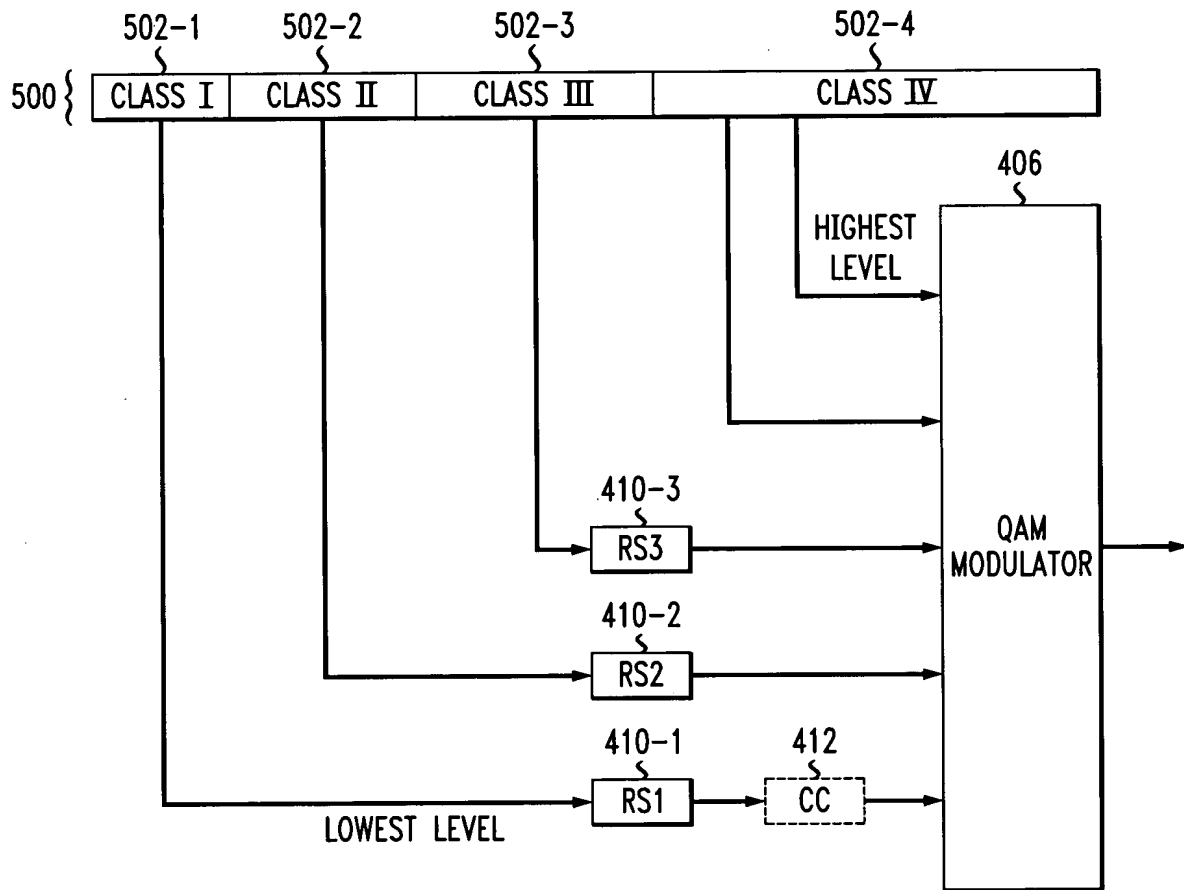 502-1 502-2 502-3 502-4
500 CLASS I CLASS II CLASS III CLASS IV
406
HIGHEST
LEVEL
410-3
RS3
QAM
MODULATOR
410-2
RS2
410-1 412
RS1 CC
LOWEST LEVEL